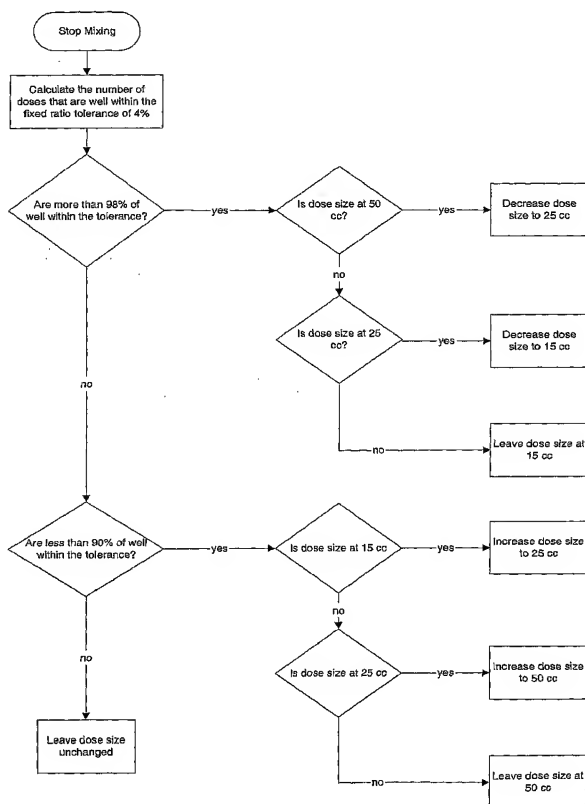 Stop Mixing
Calculate the number of
doses that are well within the
fixed ratio tolerance of 4%
Are more than 98% of
well within the tolerance?
yes
Is dose size at 50
cc?
yes
Decrease dose
size to 25 cc
no
Is dose size at 25
cc?
yes
Decrease dose
size to 15 cc
no
no
Leave dose size at
15 cc
Are less than 90% of well
within the tolerance?
yes
Is dose size at 15 cc
yes
Increase dose size
to 25 cc
no
no
Is dose size at 25 cc
yes
Increase dose size
to 50 cc
Leave dose size
unchanged
no
Leave dose size at
50 cc